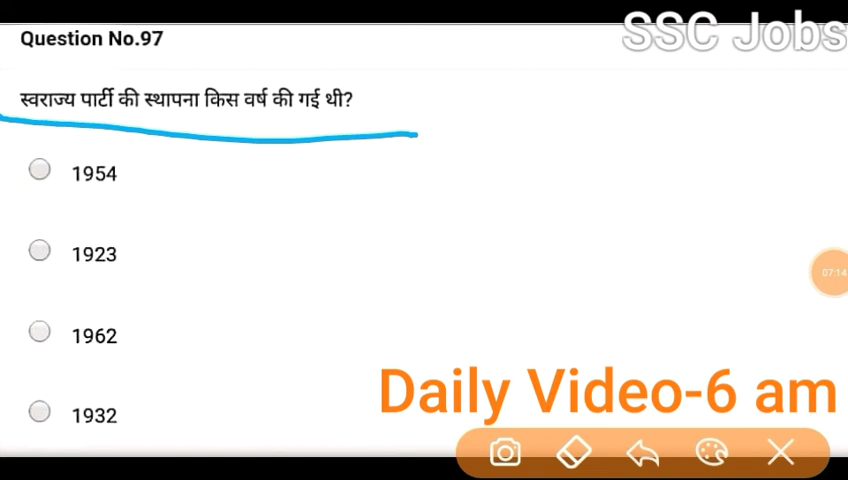 SSC Jobs
Question No.97
स्वराज्य पार्टी की स्थापना किस वर्ष की गई थी?
1954
1923
07:14
1962
1932
Daily Video-6 am